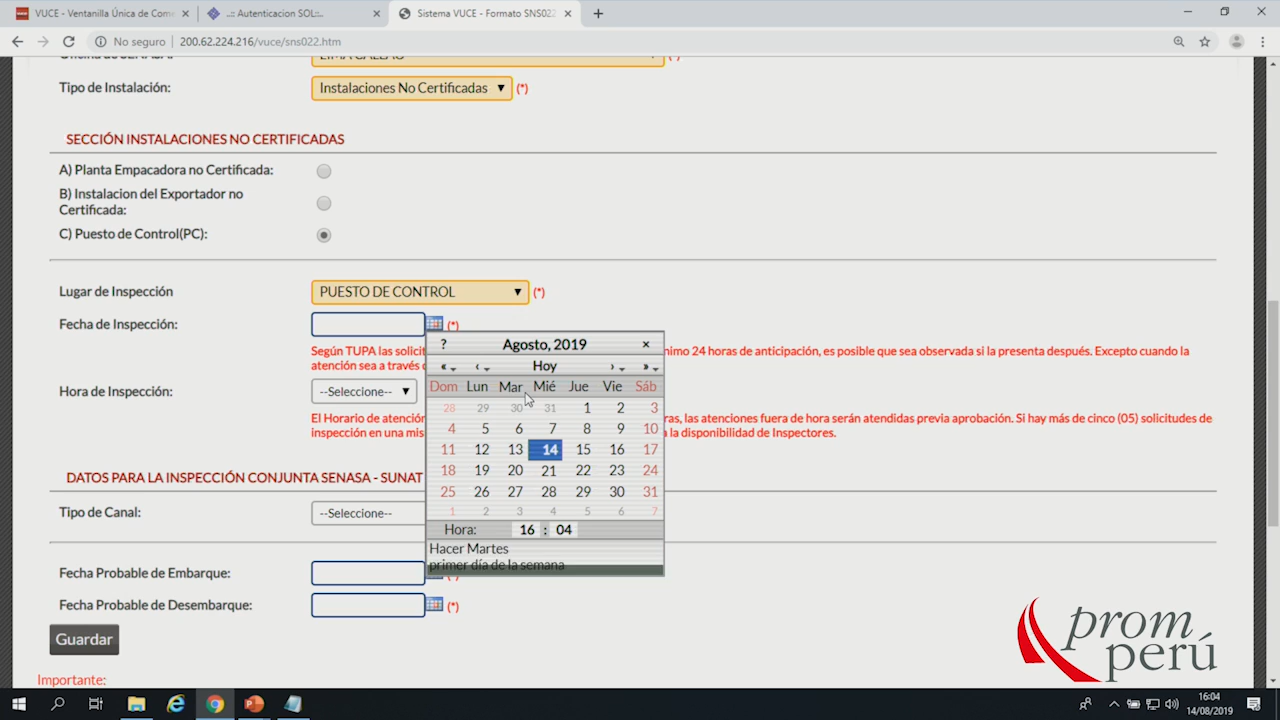 VUCE - Ventanilla Única de Com
..:: Autenticacion SOL::..
Sistema VUCE - Formato SNS022
No seguro
200.62.224.216/vuce/sns022.htm
Tipo de Instalación:
Instalaciones No Certificadas
(*)
SECCIÓN INSTALACIONES NO CERTIFICADAS
A) Planta Empacadora no Certificada:
B) Instalacion del Exportador no
Certificada:
C) Puesto de Control(PC):
Lugar de Inspección
PUESTO DE CONTROL
(*)
Fecha de Inspección:
(*)
Según TUPA las solicit
nimo 24 horas de anticipación, es posible que sea observada si la presenta después. Excepto cuando la
atención sea a través
Hora de Inspección:
--Seleccione--
El Horario de atención
ras, las atenciones fuera de hora serán atendidas previa aprobación. Si hay más de cinco (05) solicitudes de
inspección en una mis
la disponibilidad de Inspectores.
? Agosto, 2019 ×
« ‹ Hoy › »
Dom Lun Mar Mié Jue Vie Sáb
28 29 30 31 1 2 3
4 5 6 7 8 9 10
11 12 13 14 15 16 17
18 19 20 21 22 23 24
25 26 27 28 29 30 31
1 2 3 4 5 6 7
Hora: 16 : 04
Hacer Martes
primer día de la semana
DATOS PARA LA INSPECCIÓN CONJUNTA SENASA - SUNAT
Tipo de Canal:
--Seleccione--
Fecha Probable de Embarque:
(*)
Fecha Probable de Desembarque:
(*)
Guardar
Importante:
prom
perú
16:04
14/08/2019